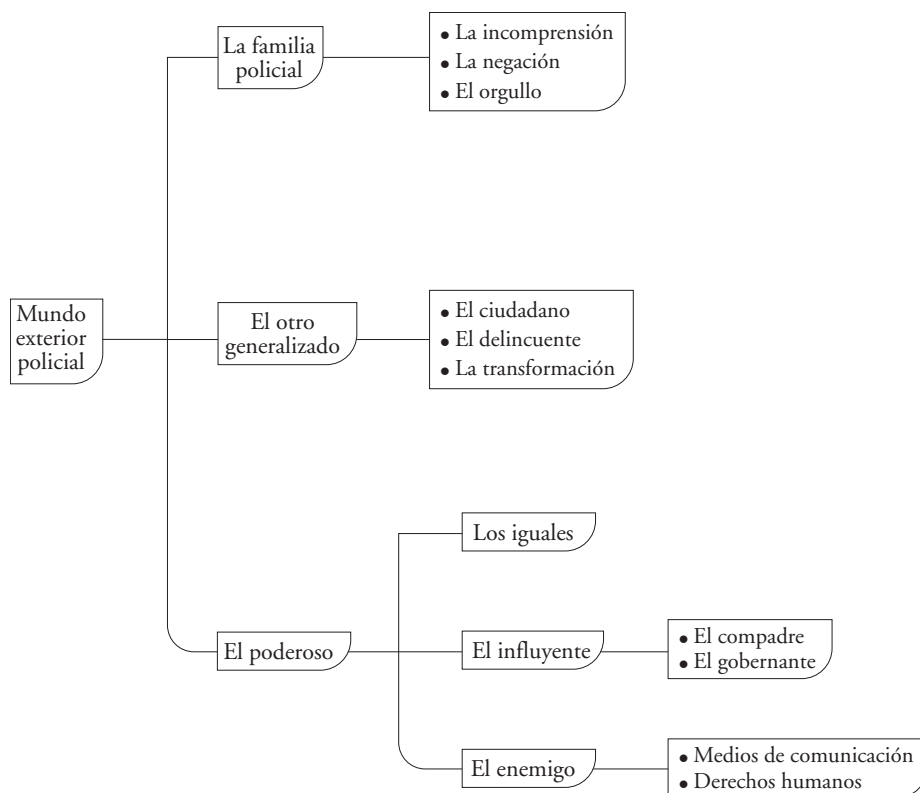 La familia
policial
• La incomprensión
• La negación
• El orgullo
Mundo
exterior
policial
El otro
generalizado
• El ciudadano
• El delincuente
• La transformación
Los iguales
El poderoso
El influyente
• El compadre
• El gobernante
El enemigo
• Medios de comunicación
• Derechos humanos